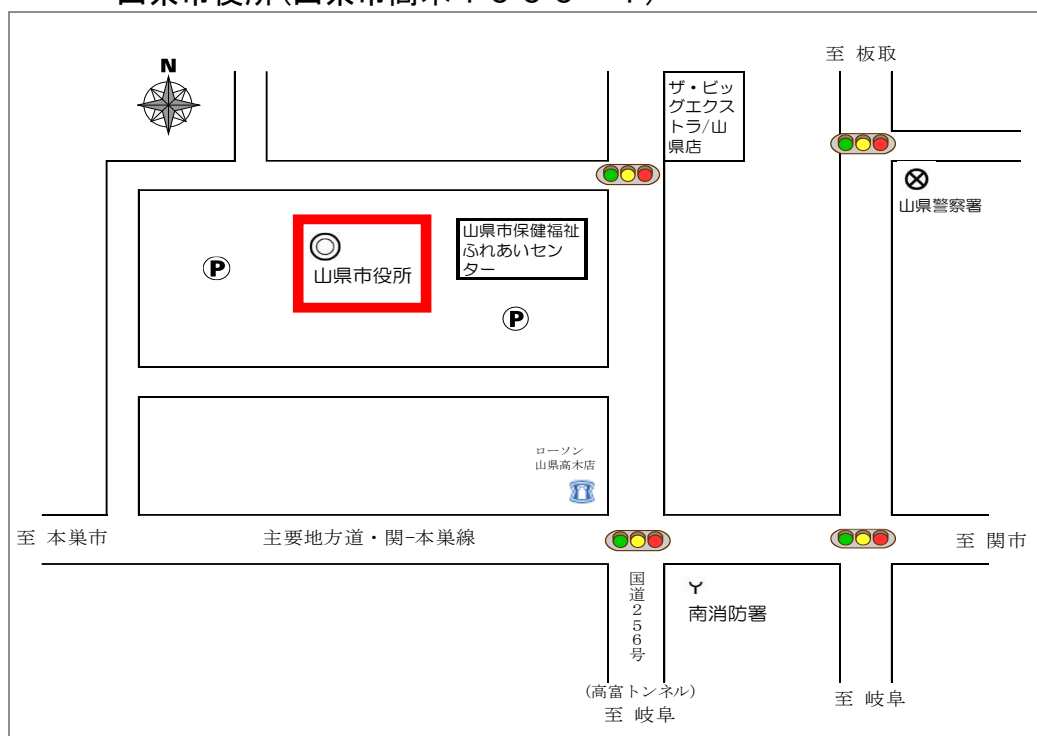 至 板取
N
ザ・ビッ
グエクス
トラ/山
県店
山県警察署
山県市保健福祉
ふれあいセン
ター
山県市役所
P
P
ローソン
山県高木店
至 本巣市
主要地方道・関-本巣線
至 関市
国道256号
南消防署
(高富トンネル)
至 岐阜
至 岐阜